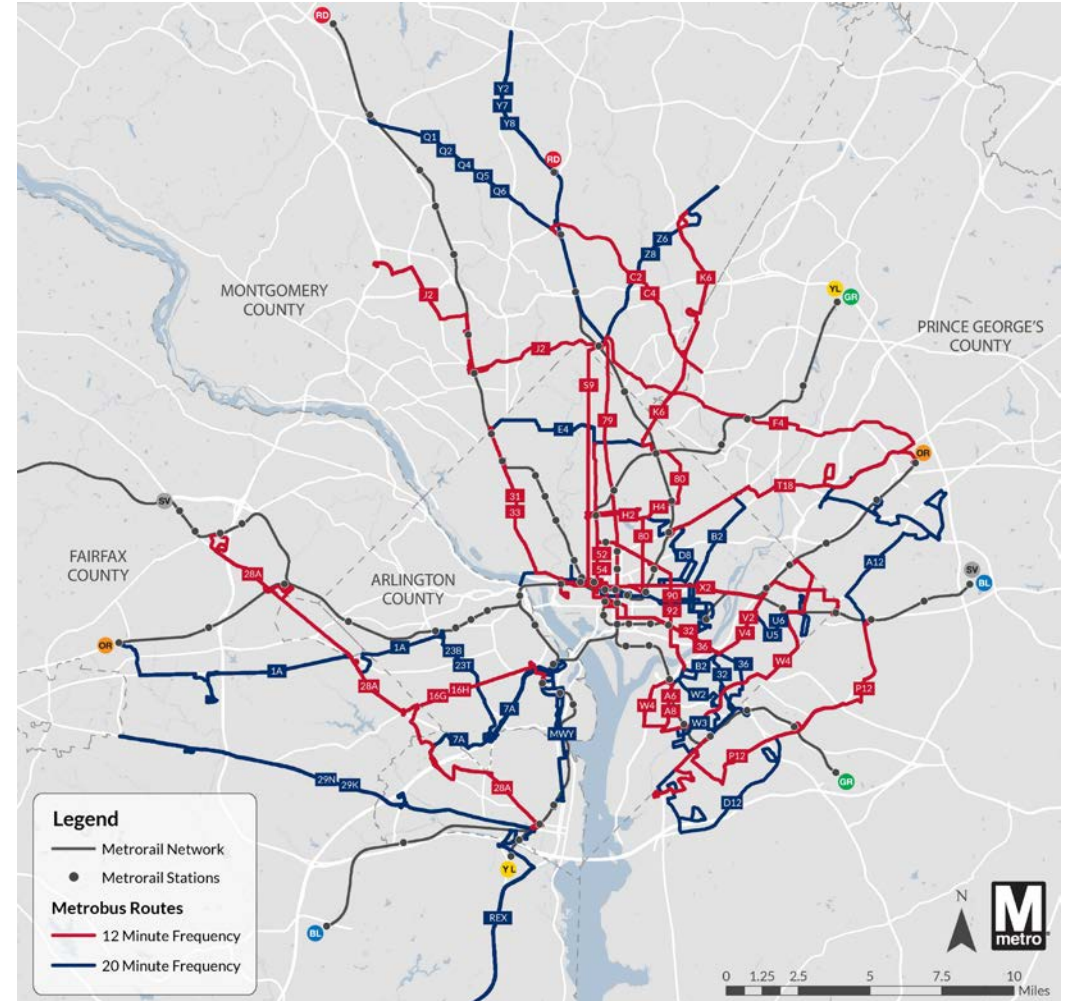 RD
Y2
Y7
Y8
Q1
Q2
Q4
Q5
Q6
RD
Z6
Z8
C2
C4
K6
J2
MONTGOMERY
COUNTY
YL
GR
PRINCE GEORGE'S
COUNTY
J2
S9
79
K6
E4
F4
OR
80
T18
31
33
H2
H4
80
SV
D8
B2
52
54
A12
FAIRFAX
COUNTY
28A
ARLINGTON
COUNTY
X2
90
92
SV
BL
V2
V4
U6
U5
32
36
OR
1A
1A
23B
23T
28A
16G
16H
B2
36
32
W4
A6
A8
W4
W2
W3
P12
7A
7A
MWY
P12
29N
29K
28A
D12
GR
YL
REX
BL
Legend
Metrorail Network
Metrorail Stations
Metrobus Routes
12 Minute Frequency
20 Minute Frequency
N
M
metro
0 1.25 2.5 5 7.5 10
Miles